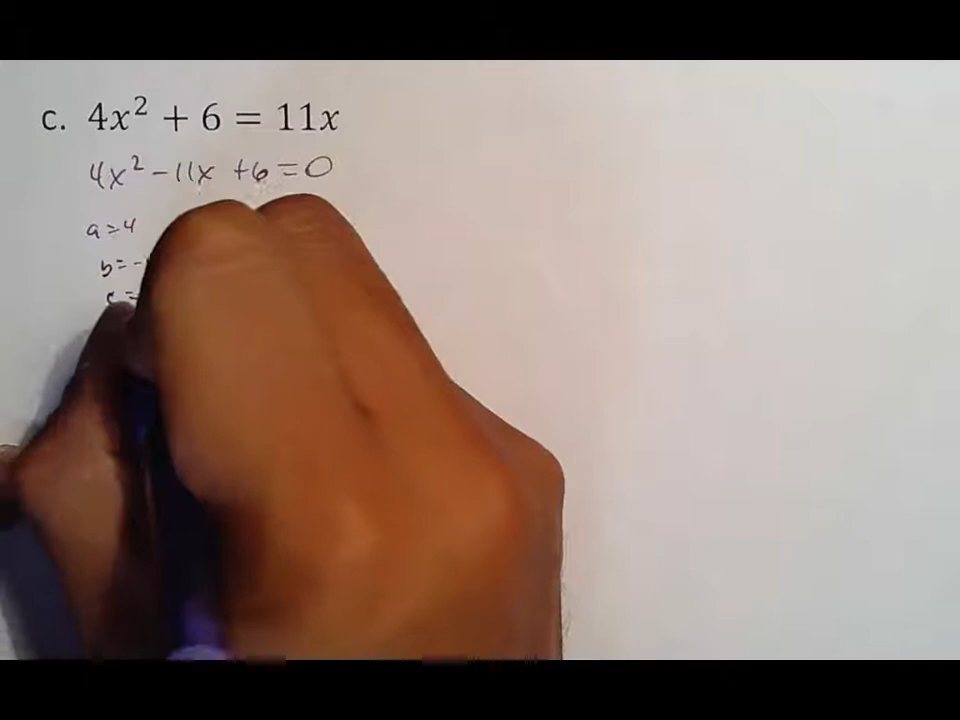 c. 4x² + 6 = 11x
4x² - 11x + 6 = 0
a = 4
b = -
c =